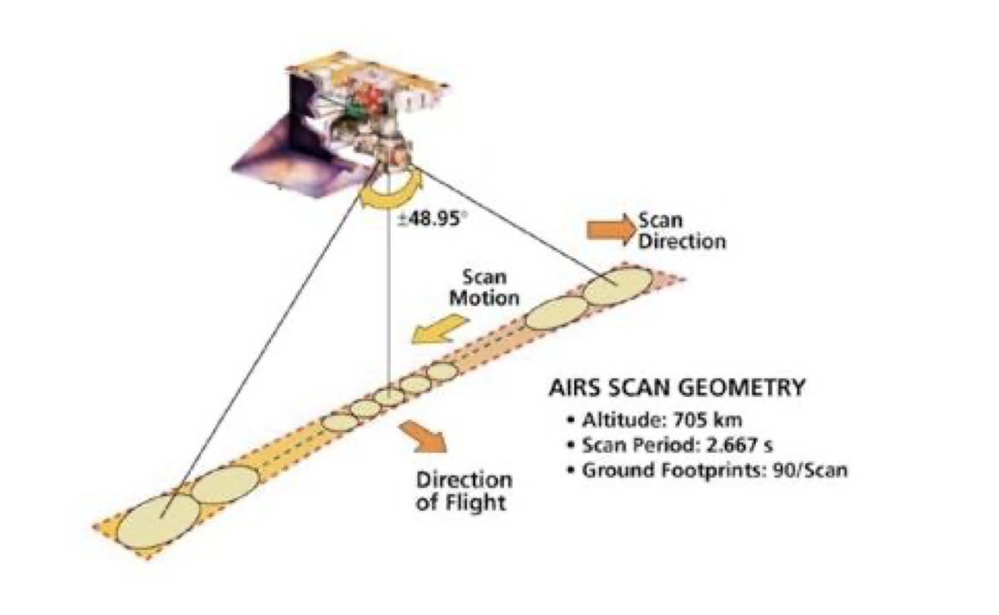 ±48.95°
Scan
Direction
Scan
Motion
AIRS SCAN GEOMETRY
• Altitude: 705 km
• Scan Period: 2.667 s
• Ground Footprints: 90/Scan
Direction
of Flight